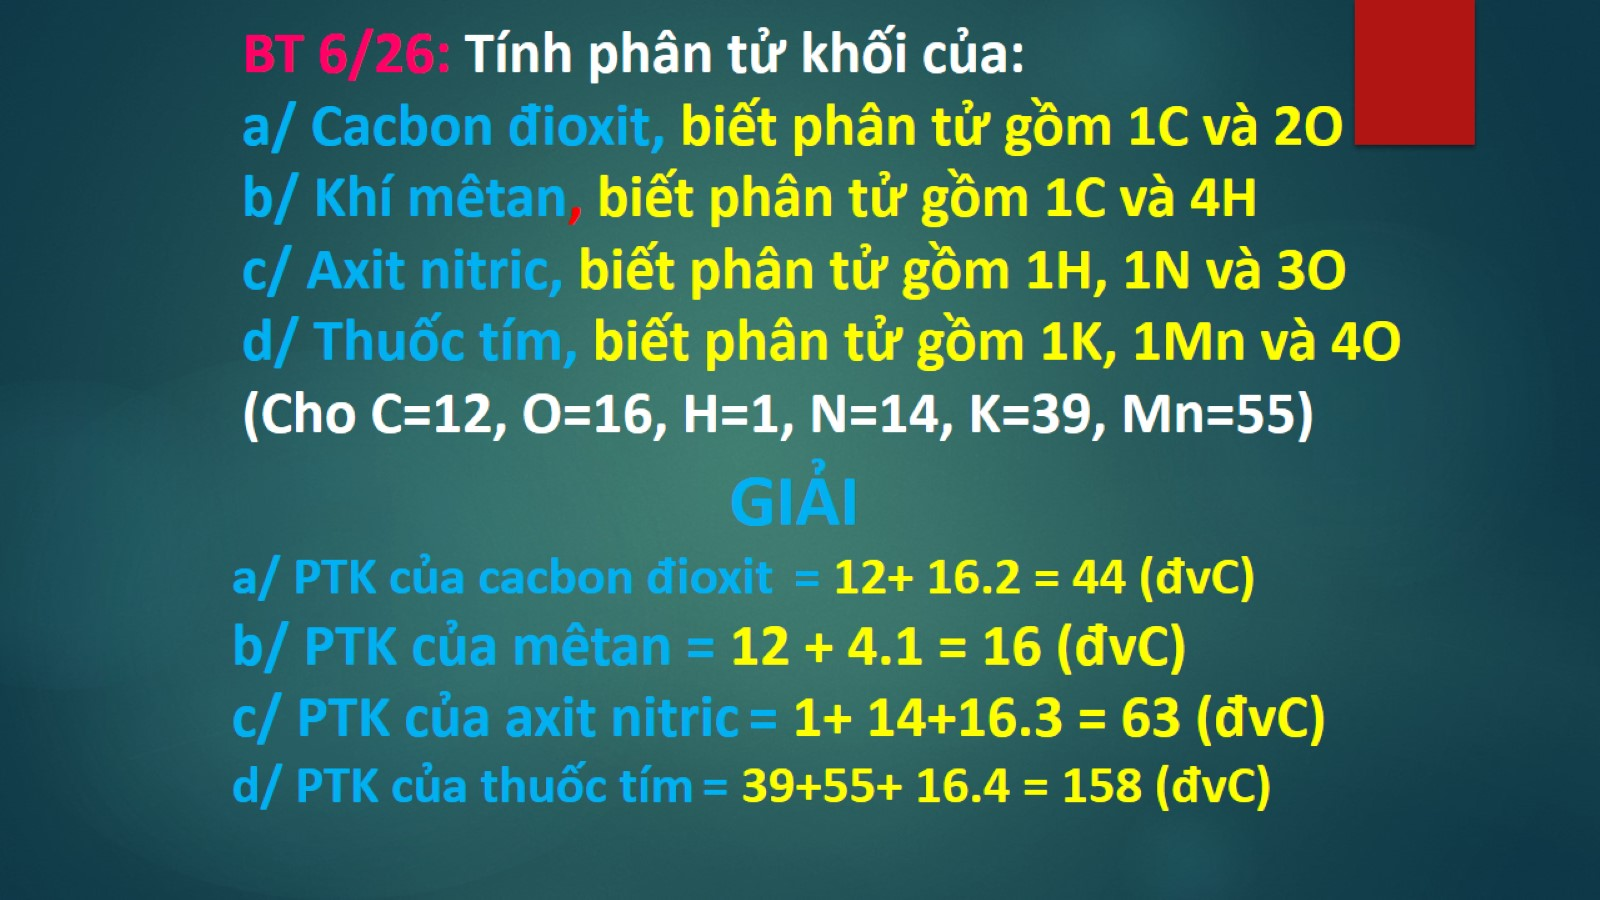 BT 6/26: Tính phân tử khối của:
a/ Cacbon đioxit, biết phân tử gồm 1C và 2O
b/ Khí mêtan, biết phân tử gồm 1C và 4H
c/ Axit nitric, biết phân tử gồm 1H, 1N và 3O
d/ Thuốc tím, biết phân tử gồm 1K, 1Mn và 4O
(Cho C=12, O=16, H=1, N=14, K=39, Mn=55)
GIẢI
a/ PTK của cacbon đioxit = 12+ 16.2 = 44 (đvC)
b/ PTK của mêtan = 12 + 4.1 = 16 (đvC)
c/ PTK của axit nitric = 1+ 14+16.3 = 63 (đvC)
d/ PTK của thuốc tím = 39+55+ 16.4 = 158 (đvC)